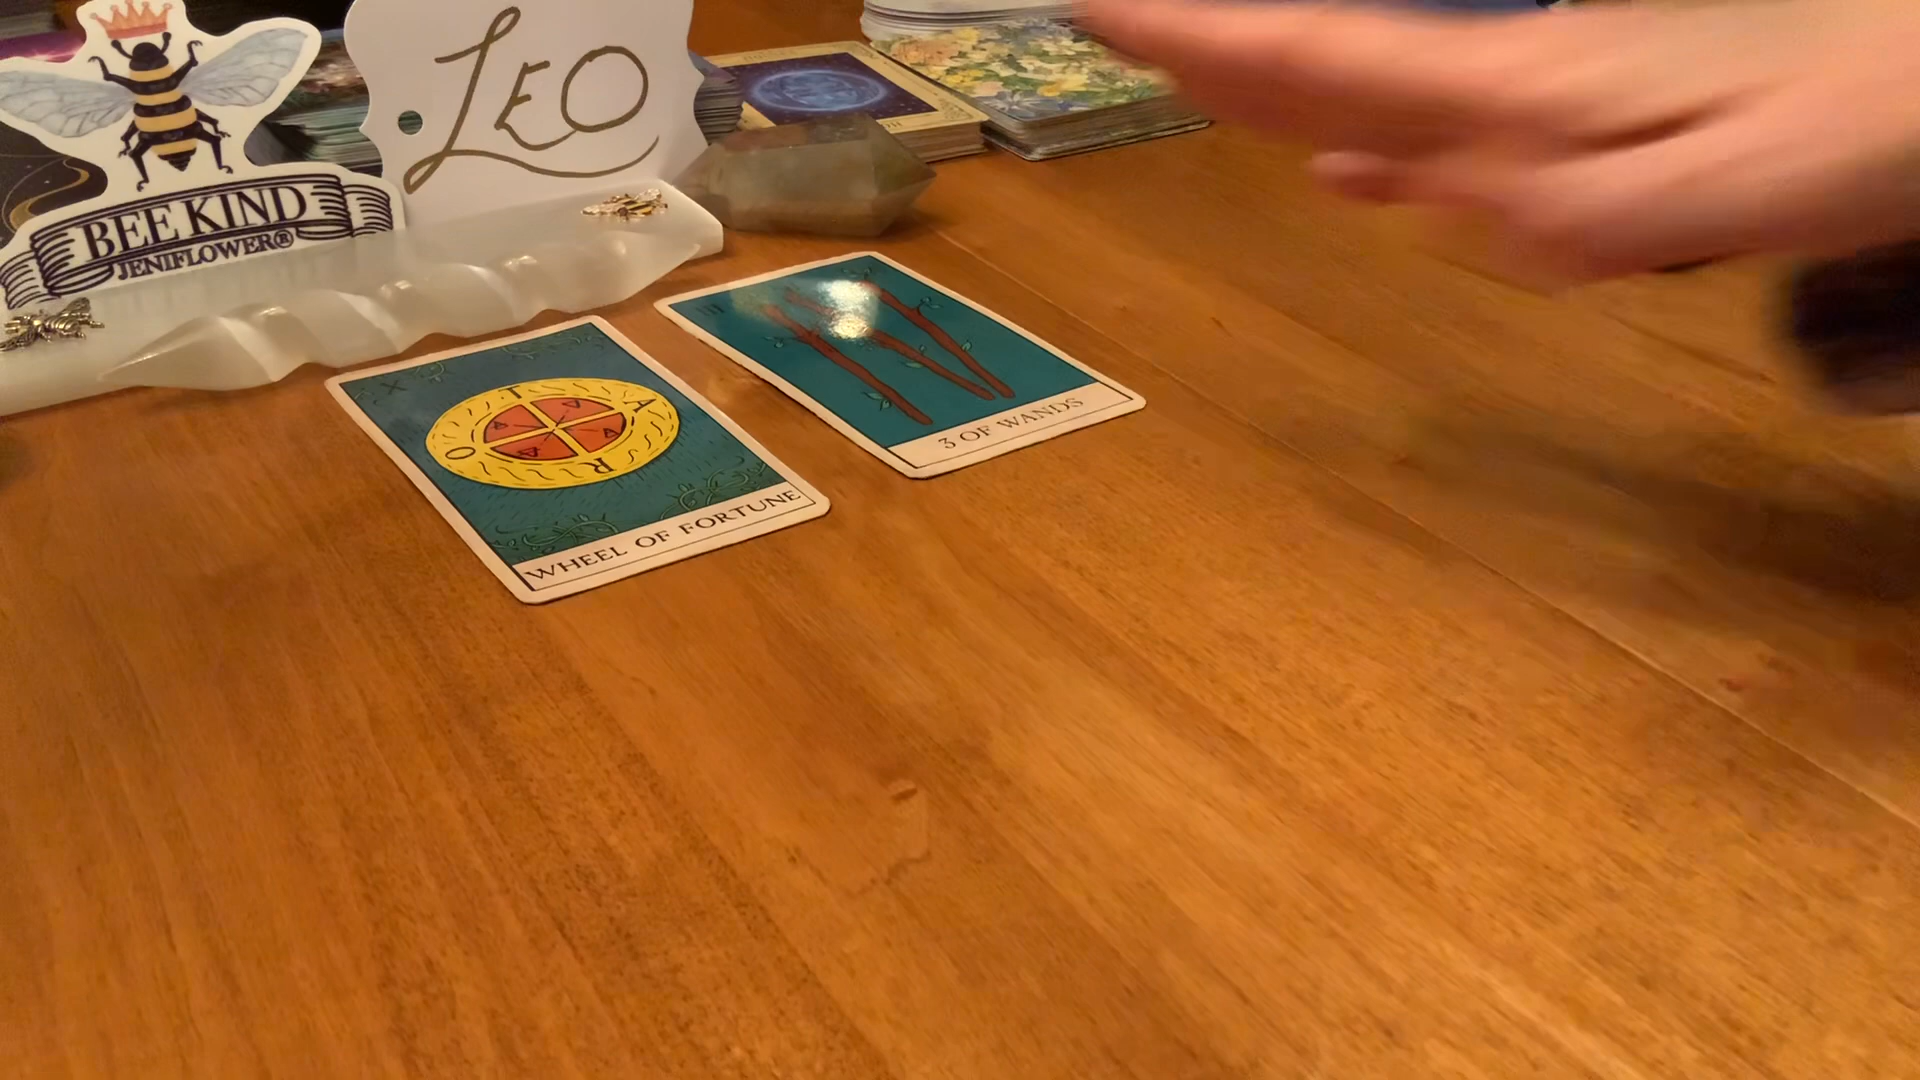 BEE KIND
JENIFLOWER®
LEO
X
T
A
R
O
WHEEL OF FORTUNE
III
3 OF WANDS